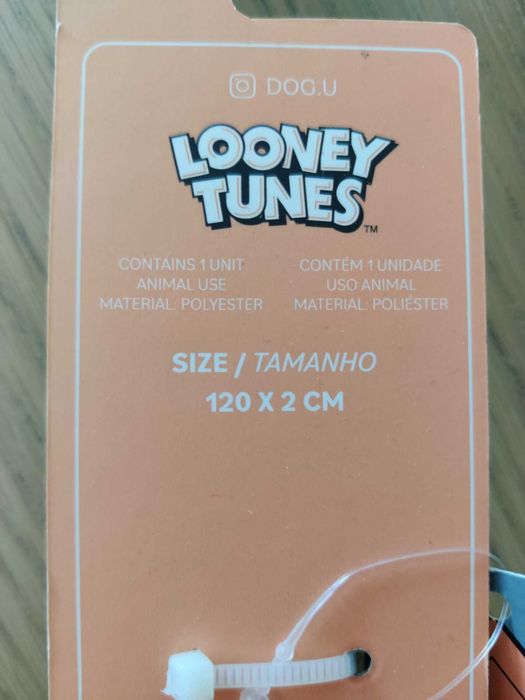 DOG.U
LOONEY
TUNES
TM
CONTAINS 1 UNIT
ANIMAL USE
MATERIAL: POLYESTER
CONTÉM 1 UNIDADE
USO ANIMAL
MATERIAL: POLIÉSTER
SIZE / TAMANHO
120 X 2 CM